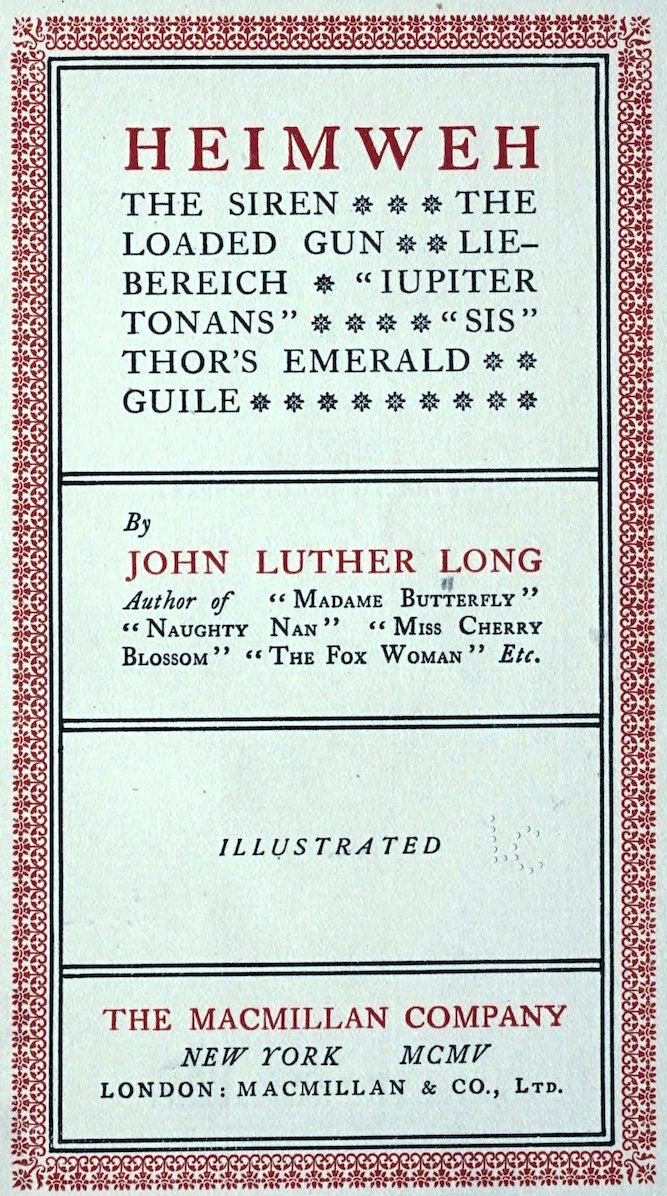 HEIMWEH
THE SIREN THE
LOADED GUN LIE–
BEREICH “IUPITER
TONANS” “SIS”
THOR’S EMERALD
GUILE
By
JOHN LUTHER LONG
Author of “MADAME BUTTERFLY”
“NAUGHTY NAN” “MISS CHERRY
BLOSSOM” “THE FOX WOMAN” Etc.
ILLUSTRATED
THE MACMILLAN COMPANY
NEW YORK MCMV
LONDON: MACMILLAN & CO., LTD.